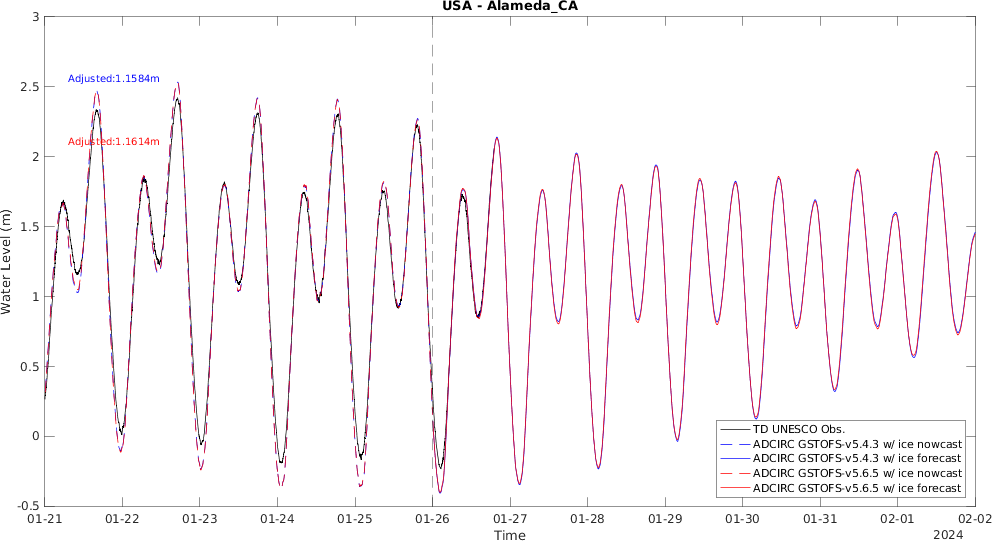 USA - Alameda_CA
3
2.5
2
1.5
1
0.5
0
-0.5
Water Level (m)
Adjusted:1.1584m
Adjusted:1.1614m
TD UNESCO Obs.
ADCIRC GSTOFS-v5.4.3 w/ ice nowcast
ADCIRC GSTOFS-v5.4.3 w/ ice forecast
ADCIRC GSTOFS-v5.6.5 w/ ice nowcast
ADCIRC GSTOFS-v5.6.5 w/ ice forecast
01-21 01-22 01-23 01-24 01-25 01-26 01-27 01-28 01-29 01-30 01-31 02-01 02-02
Time
2024